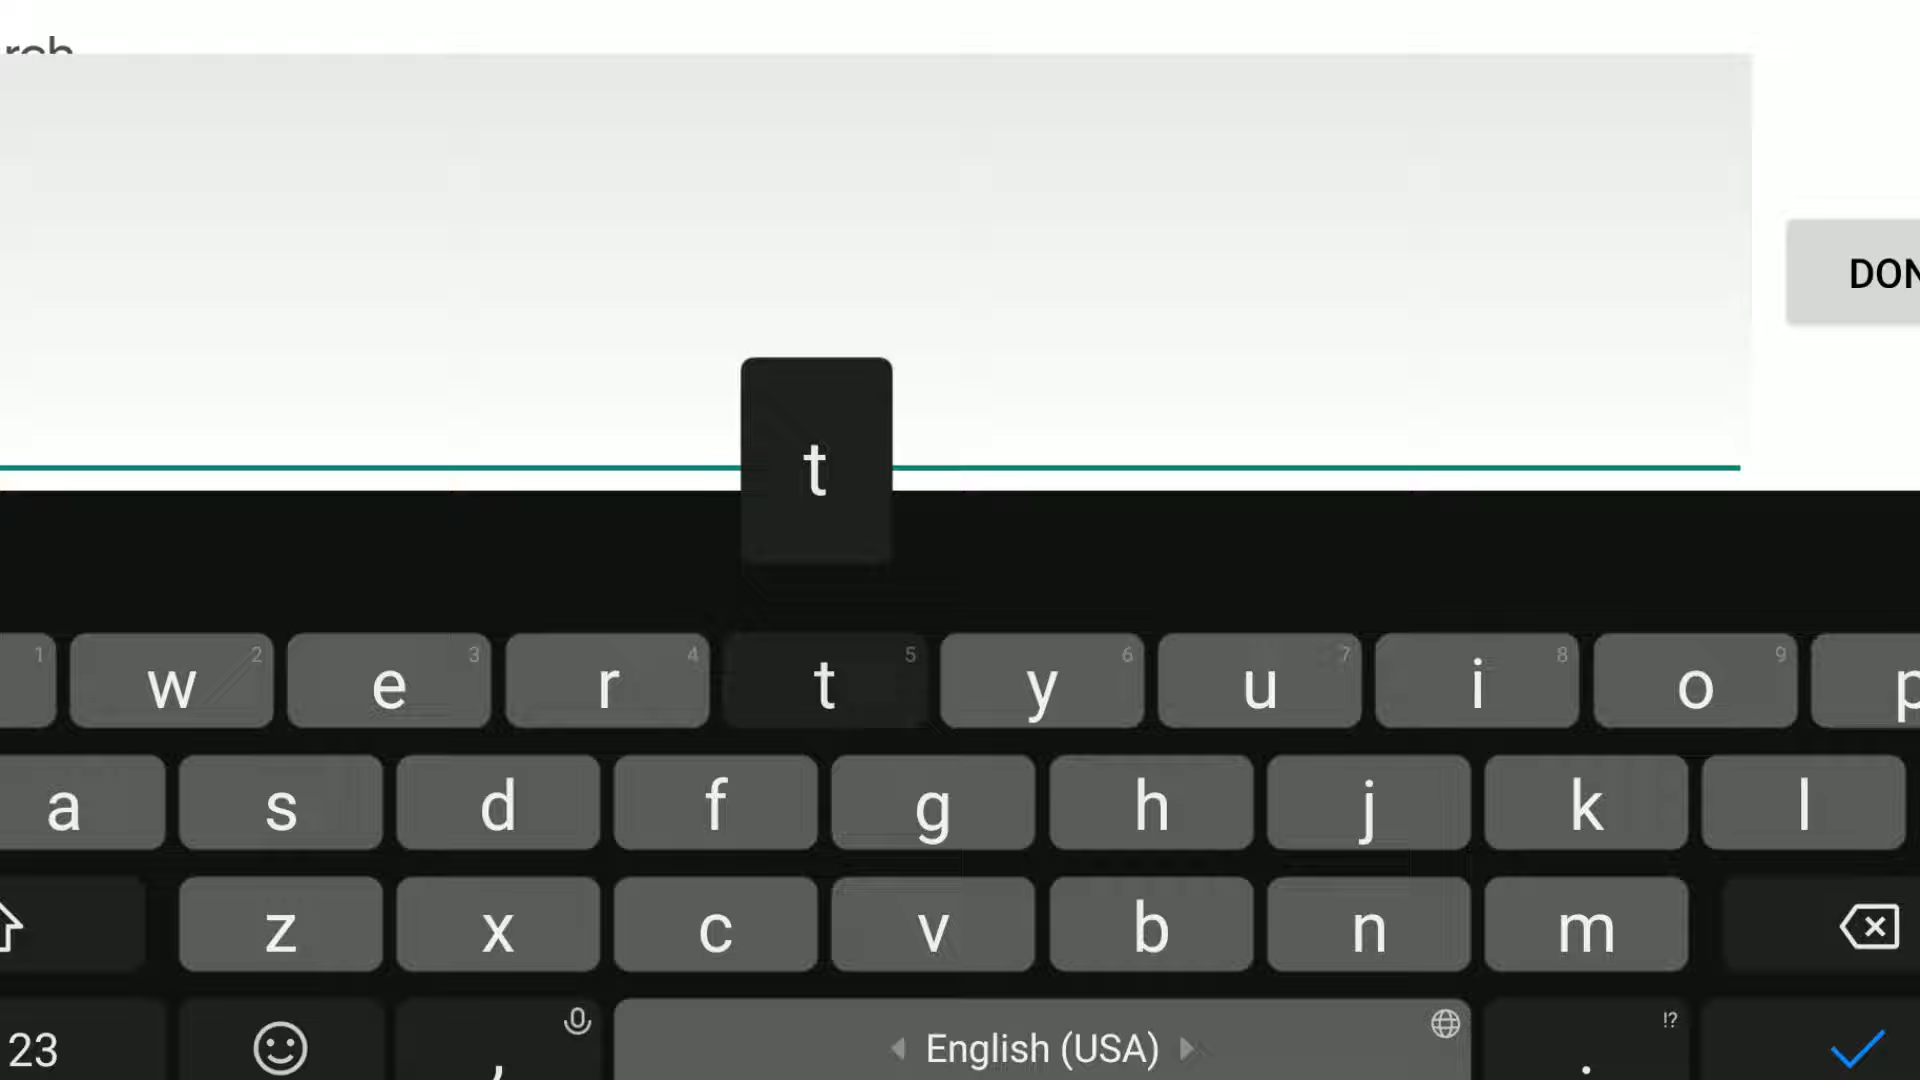 DON
t
1 w 2 e 3 r 4 t 5 y 6 u 7 i 8 o 9 p
a s d f g h j k l
z x c v b n m
23 , English (USA) . !?